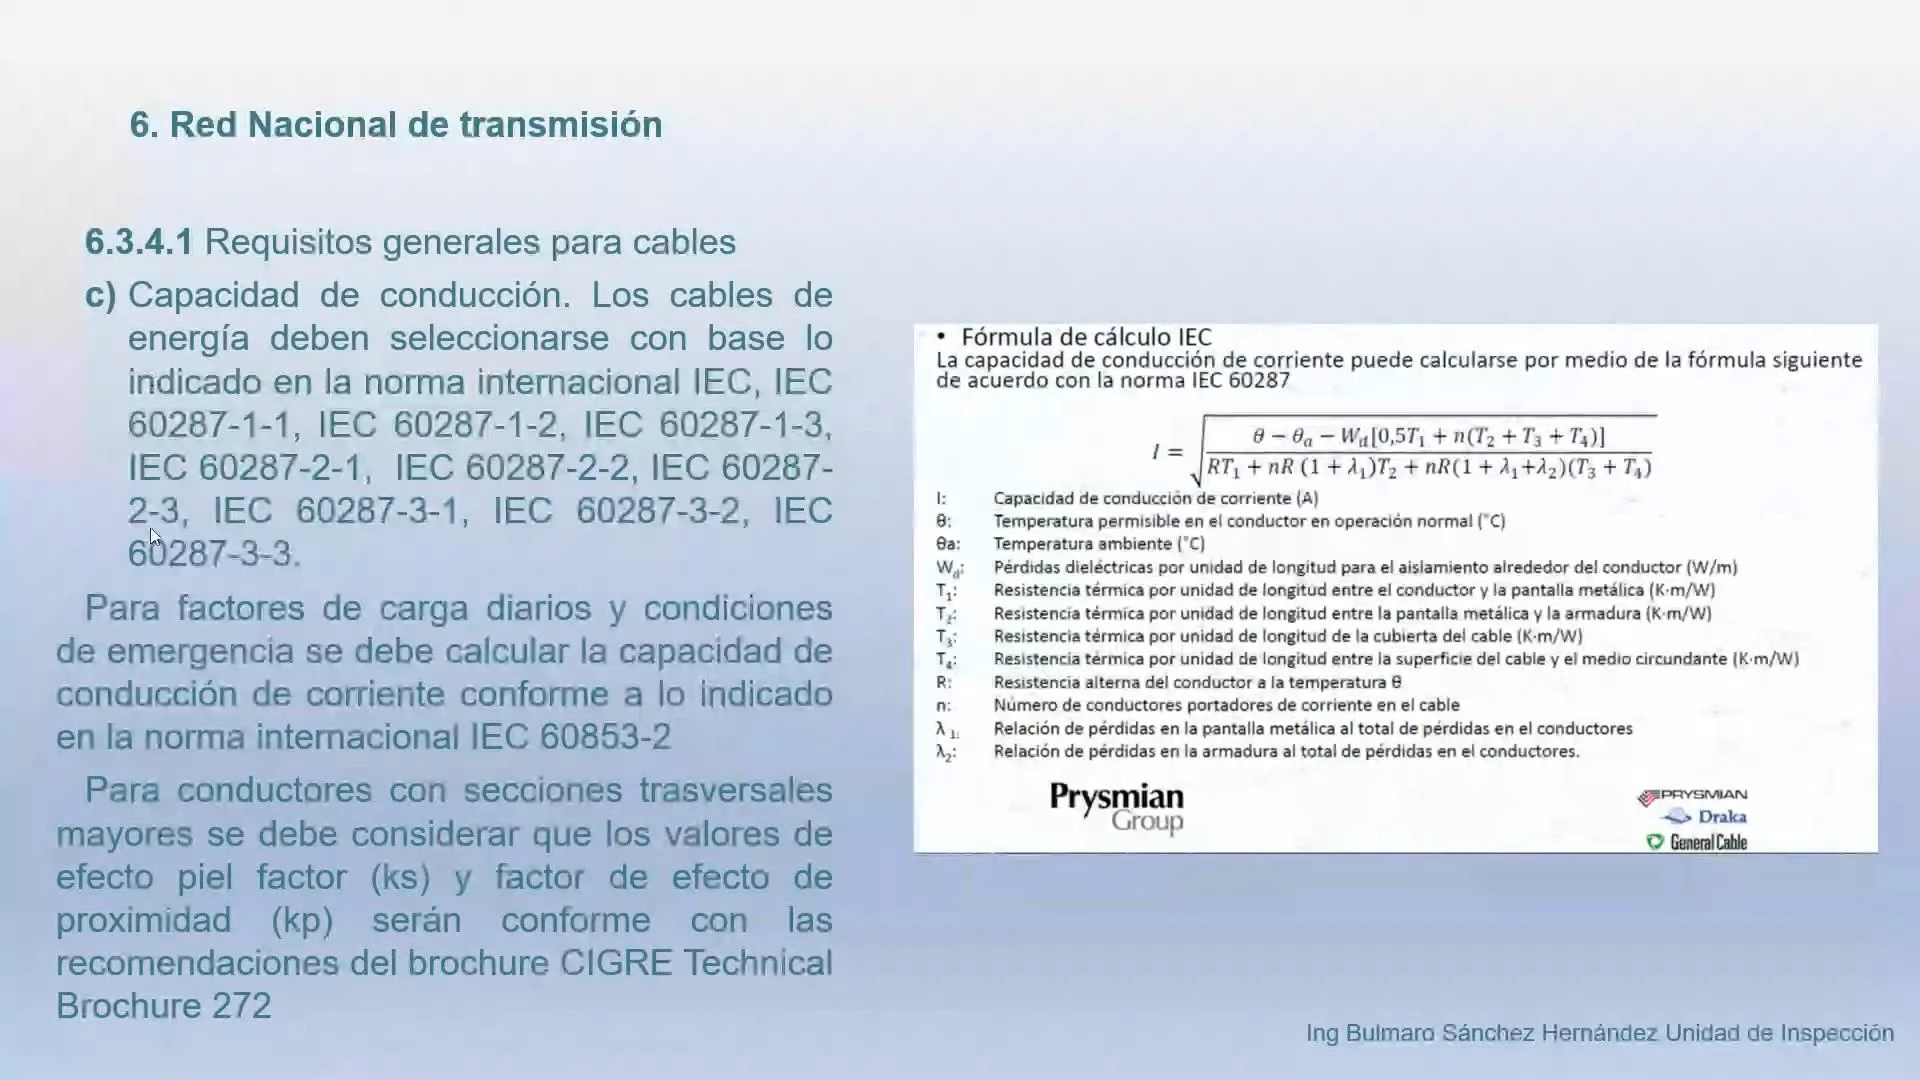 6. Red Nacional de transmisión
6.3.4.1 Requisitos generales para cables
c) Capacidad de conducción. Los cables de
energía deben seleccionarse con base lo
indicado en la norma internacional IEC, IEC
60287-1-1, IEC 60287-1-2, IEC 60287-1-3,
IEC 60287-2-1, IEC 60287-2-2, IEC 60287-
2-3, IEC 60287-3-1, IEC 60287-3-2, IEC
60287-3-3.
Para factores de carga diarios y condiciones
de emergencia se debe calcular la capacidad de
conducción de corriente conforme a lo indicado
en la norma internacional IEC 60853-2
Para conductores con secciones trasversales
mayores se debe considerar que los valores de
efecto piel factor (ks) y factor de efecto de
proximidad (kp) serán conforme con las
recomendaciones del brochure CIGRE Technical
Brochure 272
• Fórmula de cálculo IEC
La capacidad de conducción de corriente puede calcularse por medio de la fórmula siguiente
de acuerdo con la norma IEC 60287
I = √ θ − θₐ − W_d[0,5T₁ + n(T₂ + T₃ + T₄)]
RT₁ + nR (1 + λ₁)T₂ + nR(1 + λ₁+λ₂)(T₃ + T₄)
I: Capacidad de conducción de corriente (A)
θ: Temperatura permisible en el conductor en operación normal (°C)
θa: Temperatura ambiente (°C)
W_d: Pérdidas dieléctricas por unidad de longitud para el aislamiento alrededor del conductor (W/m)
T₁: Resistencia térmica por unidad de longitud entre el conductor y la pantalla metálica (K·m/W)
T₂: Resistencia térmica por unidad de longitud entre la pantalla metálica y la armadura (K·m/W)
T₃: Resistencia térmica por unidad de longitud de la cubierta del cable (K·m/W)
T₄: Resistencia térmica por unidad de longitud entre la superficie del cable y el medio circundante (K·m/W)
R: Resistencia alterna del conductor a la temperatura θ
n: Número de conductores portadores de corriente en el cable
λ₁: Relación de pérdidas en la pantalla metálica al total de pérdidas en el conductores
λ₂: Relación de pérdidas en la armadura al total de pérdidas en el conductores.
Prysmian
Group
PRYSMIAN
Draka
General Cable
Ing Bulmaro Sánchez Hernández Unidad de Inspección